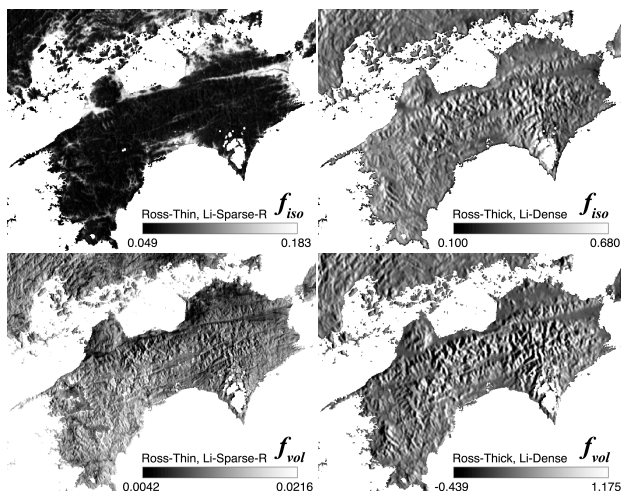 Ross-Thin, Li-Sparse-R f_iso
0.049 0.183
Ross-Thick, Li-Dense f_iso
0.100 0.680
Ross-Thin, Li-Sparse-R f_vol
0.0042 0.0216
Ross-Thick, Li-Dense f_vol
-0.439 1.175